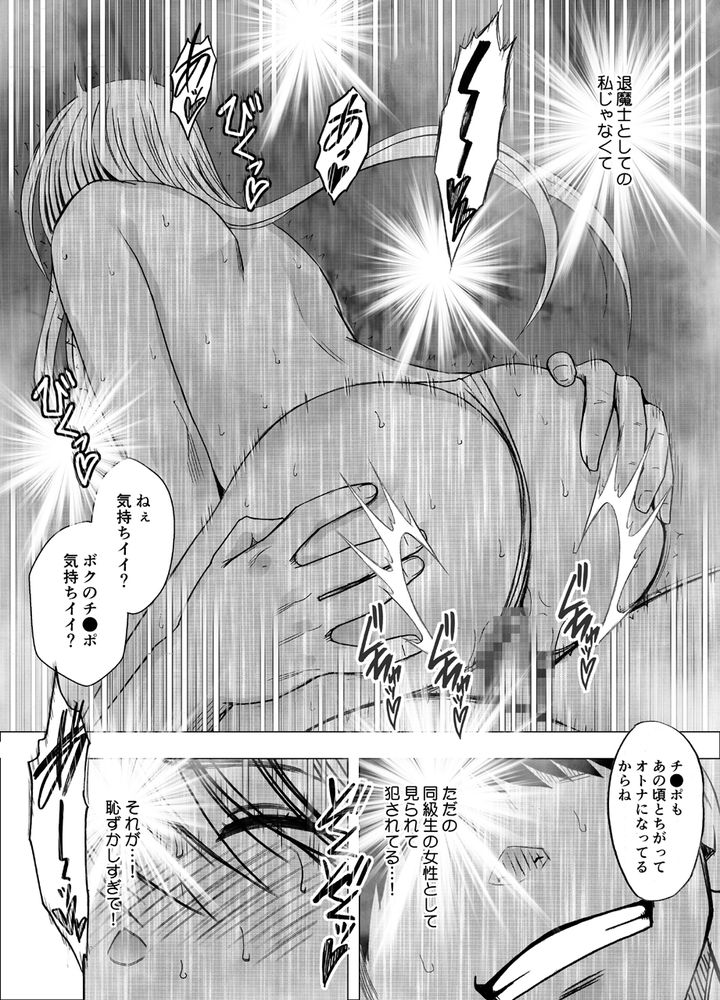 退魔士としての
私じゃなくて
あっ♥
あっ♥
びくっ♥
びくっ♥
ねぇ
気持ちイイ？
ボクのチ●ポ
気持ちイイ？
チ●ポも
あの頃とちがって
オトナになってる
からね
ただの
同級生の女性として
見られて
犯されてる…！
それが…！
恥ずかしすぎて！